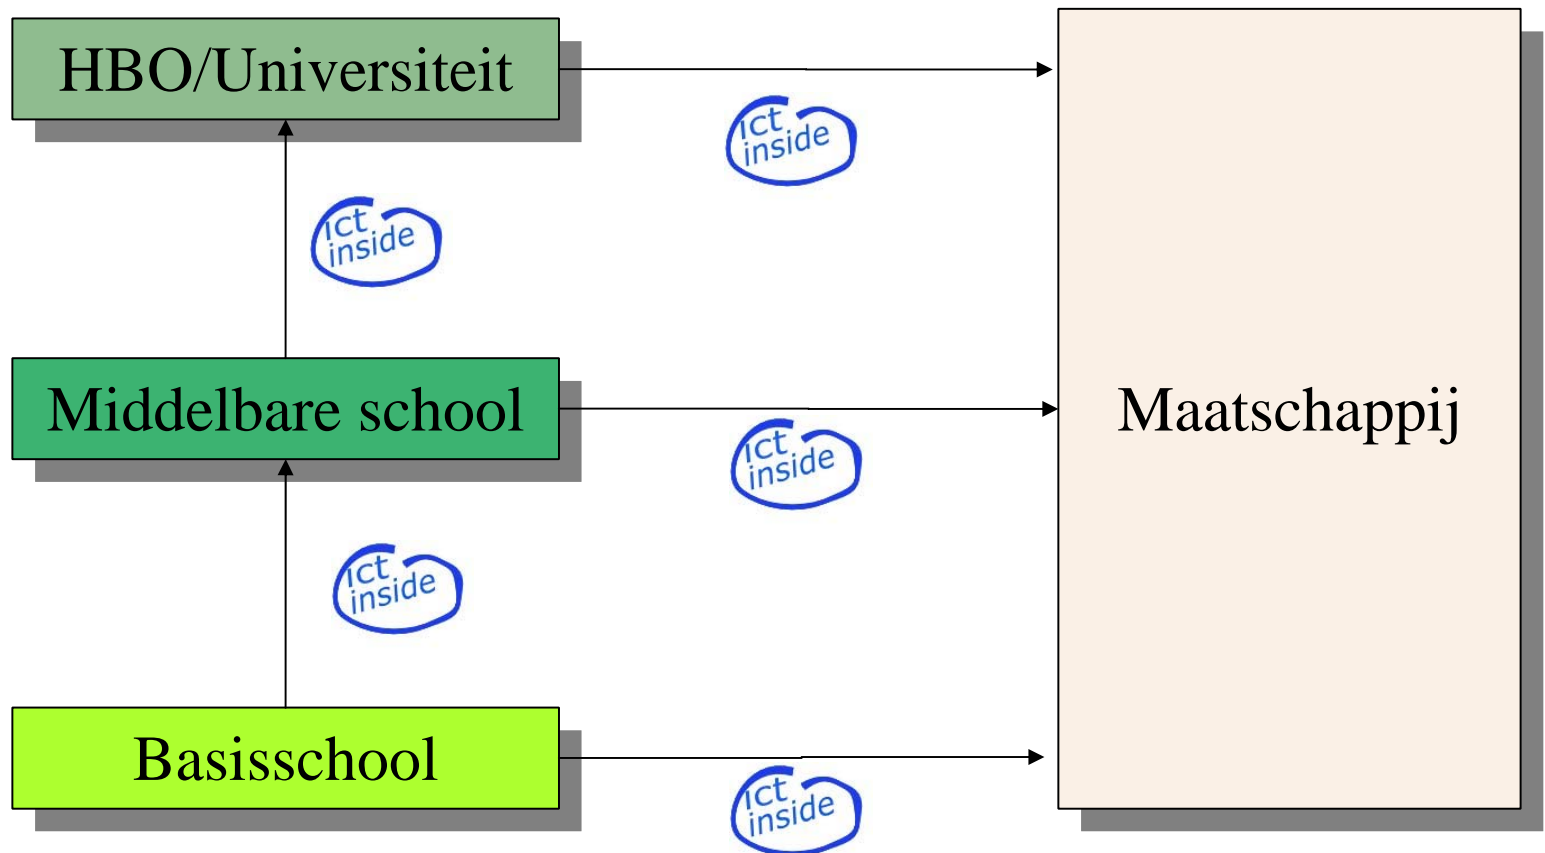 HBO/Universiteit
ict
inside
ict
inside
Middelbare school
Maatschappij
ict
inside
ict
inside
Basisschool
ict
inside